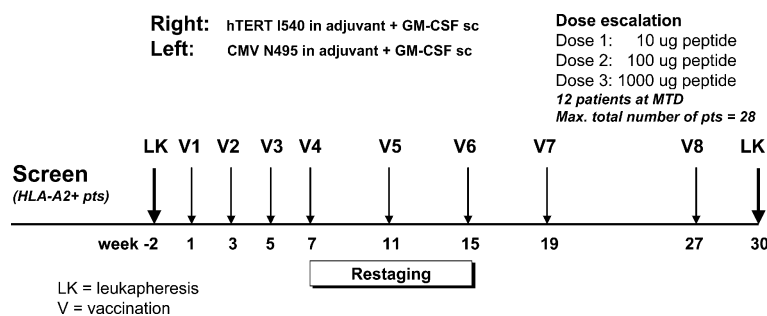 Right: hTERT I540 in adjuvant + GM-CSF sc
Left: CMV N495 in adjuvant + GM-CSF sc
Dose escalation
Dose 1: 10 ug peptide
Dose 2: 100 ug peptide
Dose 3: 1000 ug peptide
12 patients at MTD
Max. total number of pts = 28
LK V1 V2 V3 V4 V5 V6 V7 V8 LK
Screen
(HLA-A2+ pts)
week -2 1 3 5 7 11 15 19 27 30
Restaging
LK = leukapheresis
V = vaccination